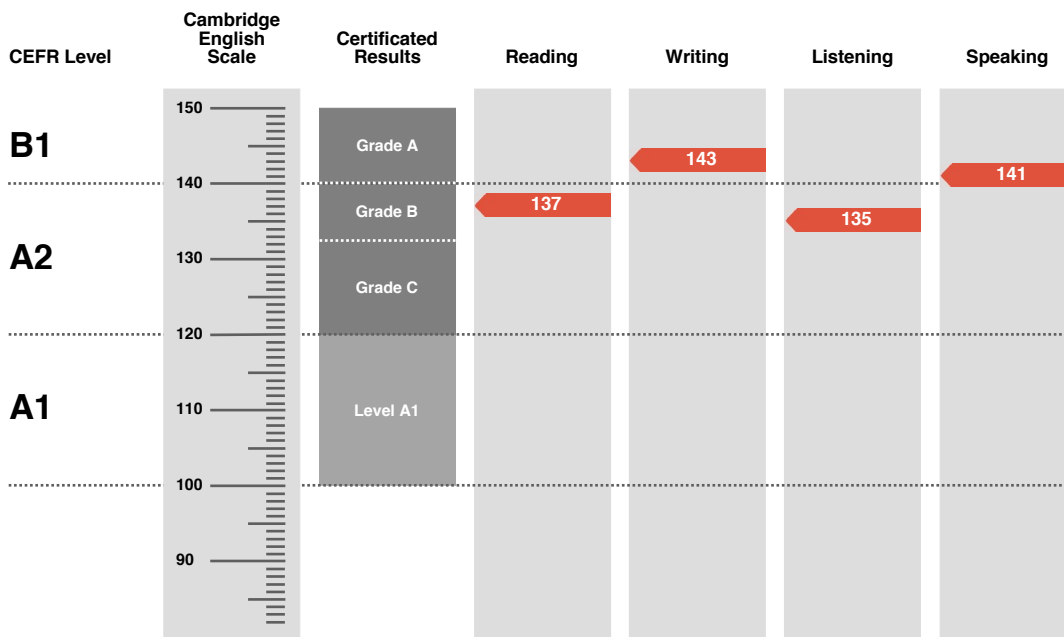 CEFR Level
Cambridge
English
Scale
Certificated
Results
Reading
Writing
Listening
Speaking
150
Grade A
B1
143
140
141
137
Grade B
135
A2
130
Grade C
120
A1
110
Level A1
100
90